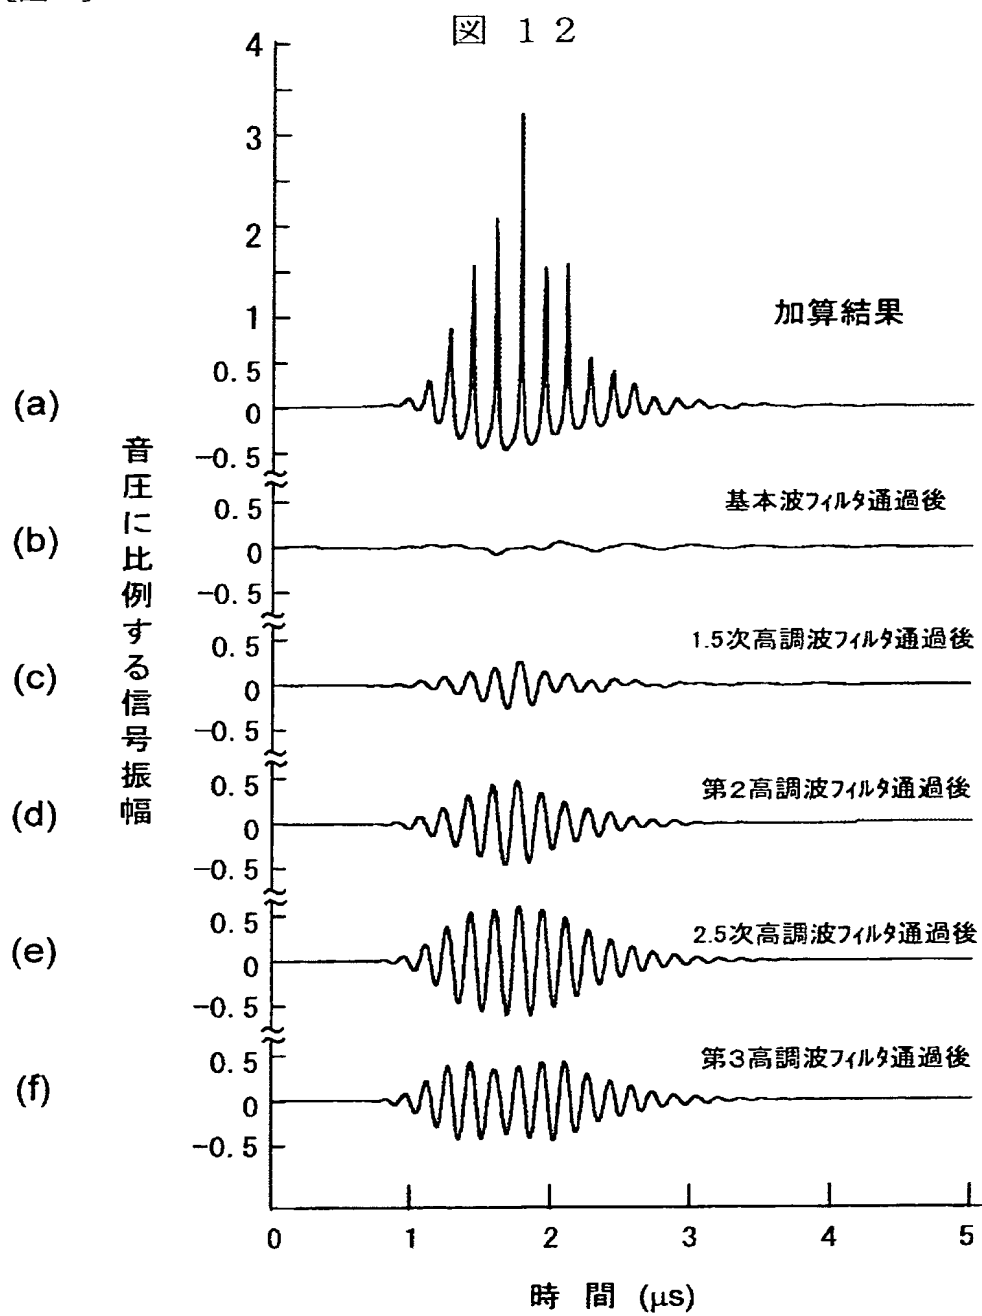 図 12
4
3
2
1
0.5
0
−0.5
(a)
加算結果
音圧に比例する信号振幅
0.5
0
−0.5
(b)
基本波フィルタ通過後
0.5
0
−0.5
(c)
1.5次高調波フィルタ通過後
0.5
0
−0.5
(d)
第2高調波フィルタ通過後
0.5
0
−0.5
(e)
2.5次高調波フィルタ通過後
0.5
0
−0.5
(f)
第3高調波フィルタ通過後
0 1 2 3 4 5
時 間 (μs)